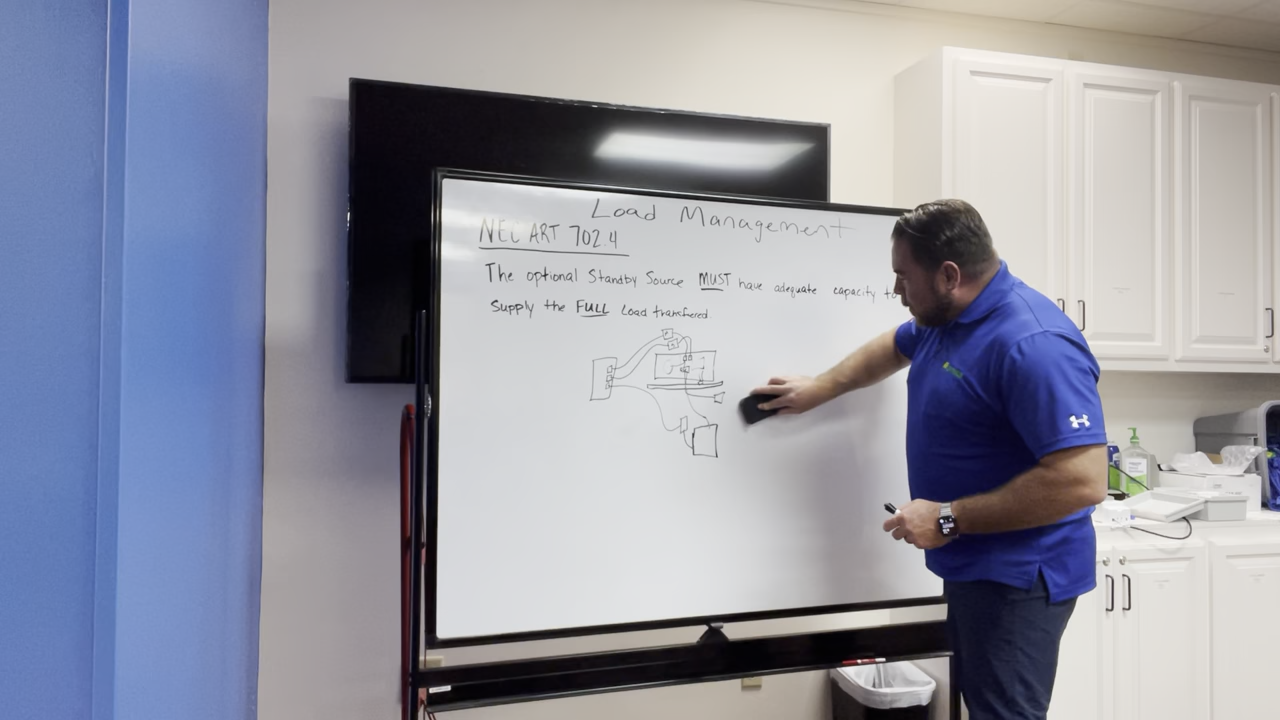 Load Management
NEC ART 702.4
The optional Standby Source MUST have adequate capacity to
Supply the FULL Load transferred.